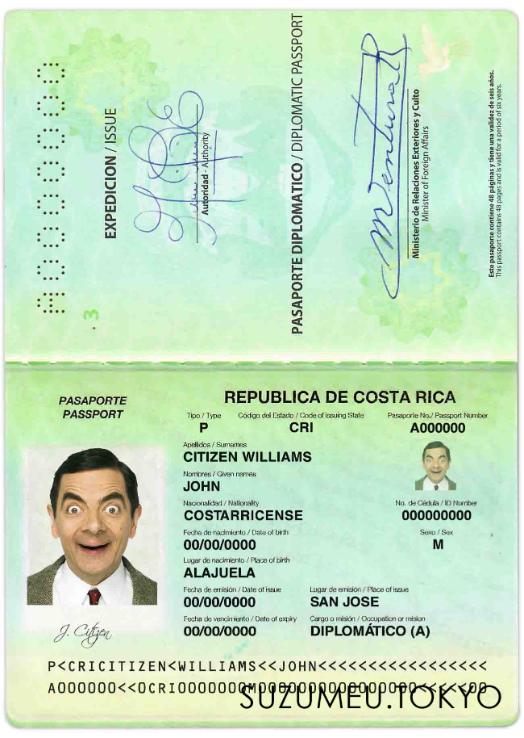 A000000
3
EXPEDICION / ISSUE
Autoridad - Authority
PASAPORTE DIPLOMATICO / DIPLOMATIC PASSPORT
Ministerio de Relaciones Exteriores y Culto
Minister of Foreign Affairs
Este pasaporte contiene 48 páginas y tiene una validez de seis años.
This passport contains 48 pages and is valid for a period of six years.
PASAPORTE
PASSPORT
REPUBLICA DE COSTA RICA
Tipo / Type Código del Estado / Code of Issuing State Pasaporte No./ Passport Number
P CRI A000000
Apellidos / Surnames
CITIZEN WILLIAMS
Nombres / Given names
JOHN
Nacionalidad / Nationality No. de Cédula / ID Number
COSTARRICENSE 000000000
Fecha de nacimiento / Date of birth Sexo / Sex
00/00/0000 M
Lugar de nacimiento / Place of birth
ALAJUELA
Fecha de emisión / Date of issue Lugar de emisión / Place of issue
00/00/0000 SAN JOSE
Fecha de vencimiento / Date of expiry Cargo o misión / Occupation or mision
00/00/0000 DIPLOMÁTICO (A)
J. Citizen
P<CRICITIZEN<WILLIAMS<<JOHN<<<<<<<<<<<<<<<<<
A000000<<0CRI0000000M0000000000000000<<<<<00
SUZUMEU.TOKYO